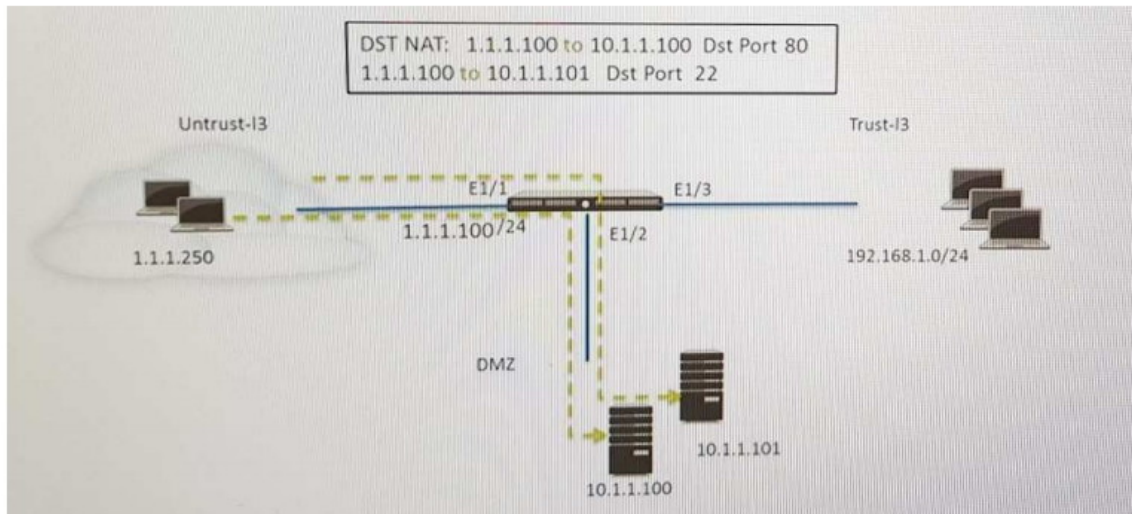 DST NAT: 1.1.1.100 to 10.1.1.100 Dst Port 80
1.1.1.100 to 10.1.1.101 Dst Port 22
Untrust-l3
Trust-l3
E1/1
E1/3
1.1.1.100/24
E1/2
1.1.1.250
192.168.1.0/24
DMZ
10.1.1.101
10.1.1.100